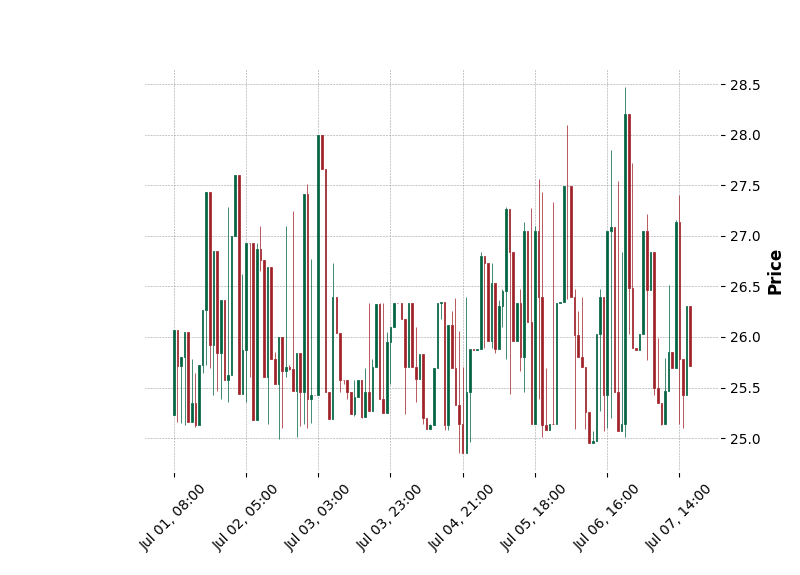 28.5
28.0
27.5
27.0
26.5
26.0
25.5
25.0
Price
Jul 01, 08:00
Jul 02, 05:00
Jul 03, 03:00
Jul 03, 23:00
Jul 04, 21:00
Jul 05, 18:00
Jul 06, 16:00
Jul 07, 14:00